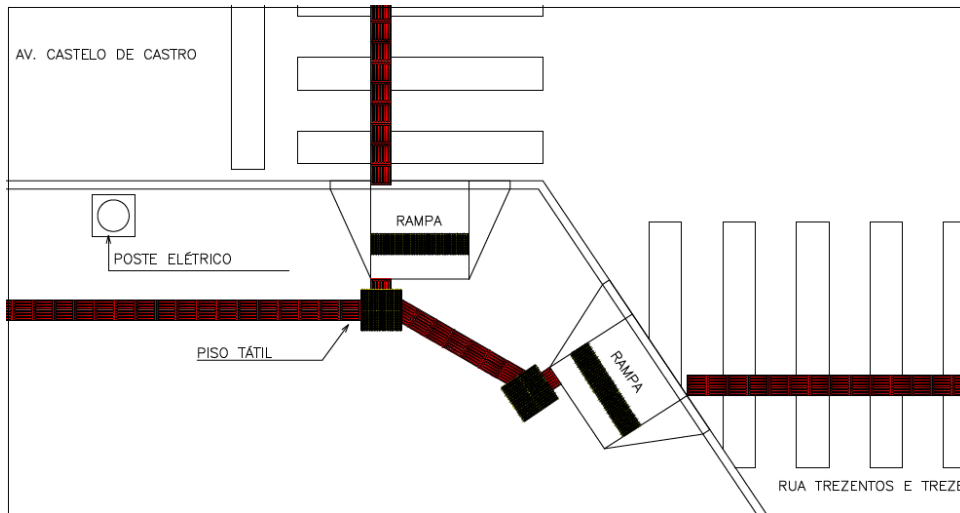 AV. CASTELO DE CASTRO
RAMPA
POSTE ELÉTRICO
PISO TÁTIL
RAMPA
RUA TREZENTOS E TREZE